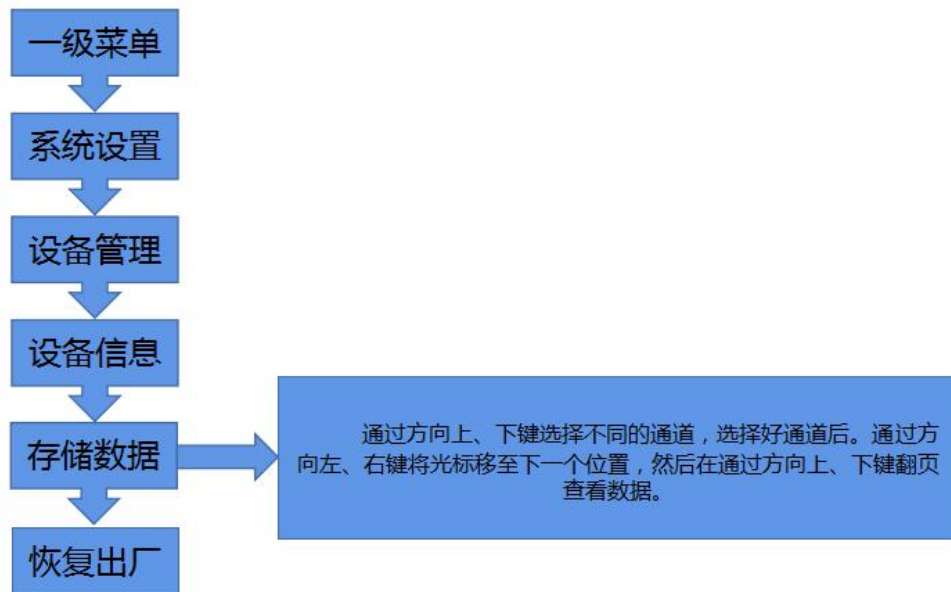 一级菜单
系统设置
设备管理
设备信息
存储数据
通过方向上、下键选择不同的通道，选择好通道后。通过方
向左、右键将光标移至下一个位置，然后在通过方向上、下键翻页
查看数据。
恢复出厂